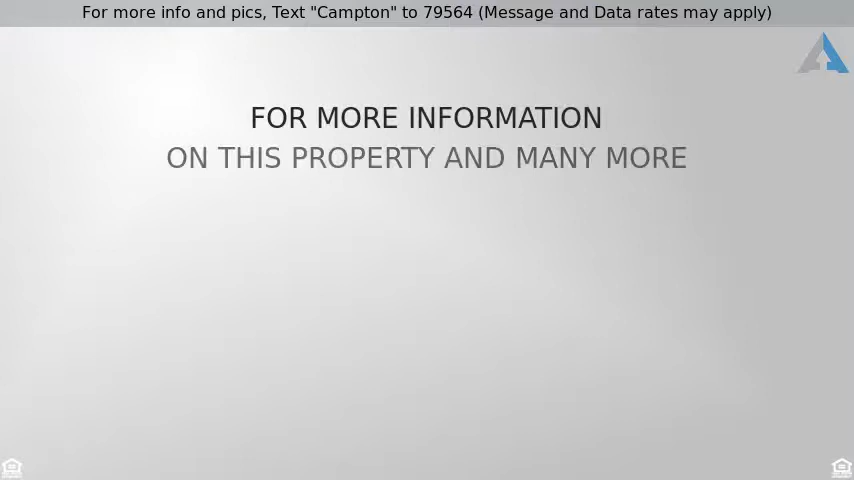 For more info and pics, Text "Campton" to 79564 (Message and Data rates may apply)
FOR MORE INFORMATION
ON THIS PROPERTY AND MANY MORE